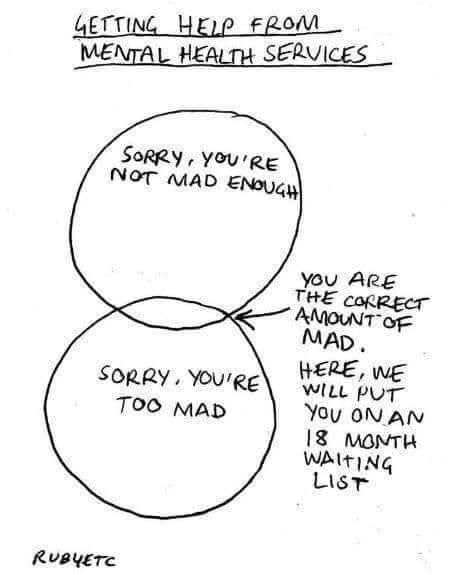 GETTING HELP FROM
MENTAL HEALTH SERVICES
SORRY, YOU'RE
NOT MAD ENOUGH
YOU ARE
THE CORRECT
AMOUNT OF
MAD.
HERE, WE
WILL PUT
YOU ON AN
18 MONTH
WAITING
LIST
SORRY, YOU'RE
TOO MAD
RUBYETC